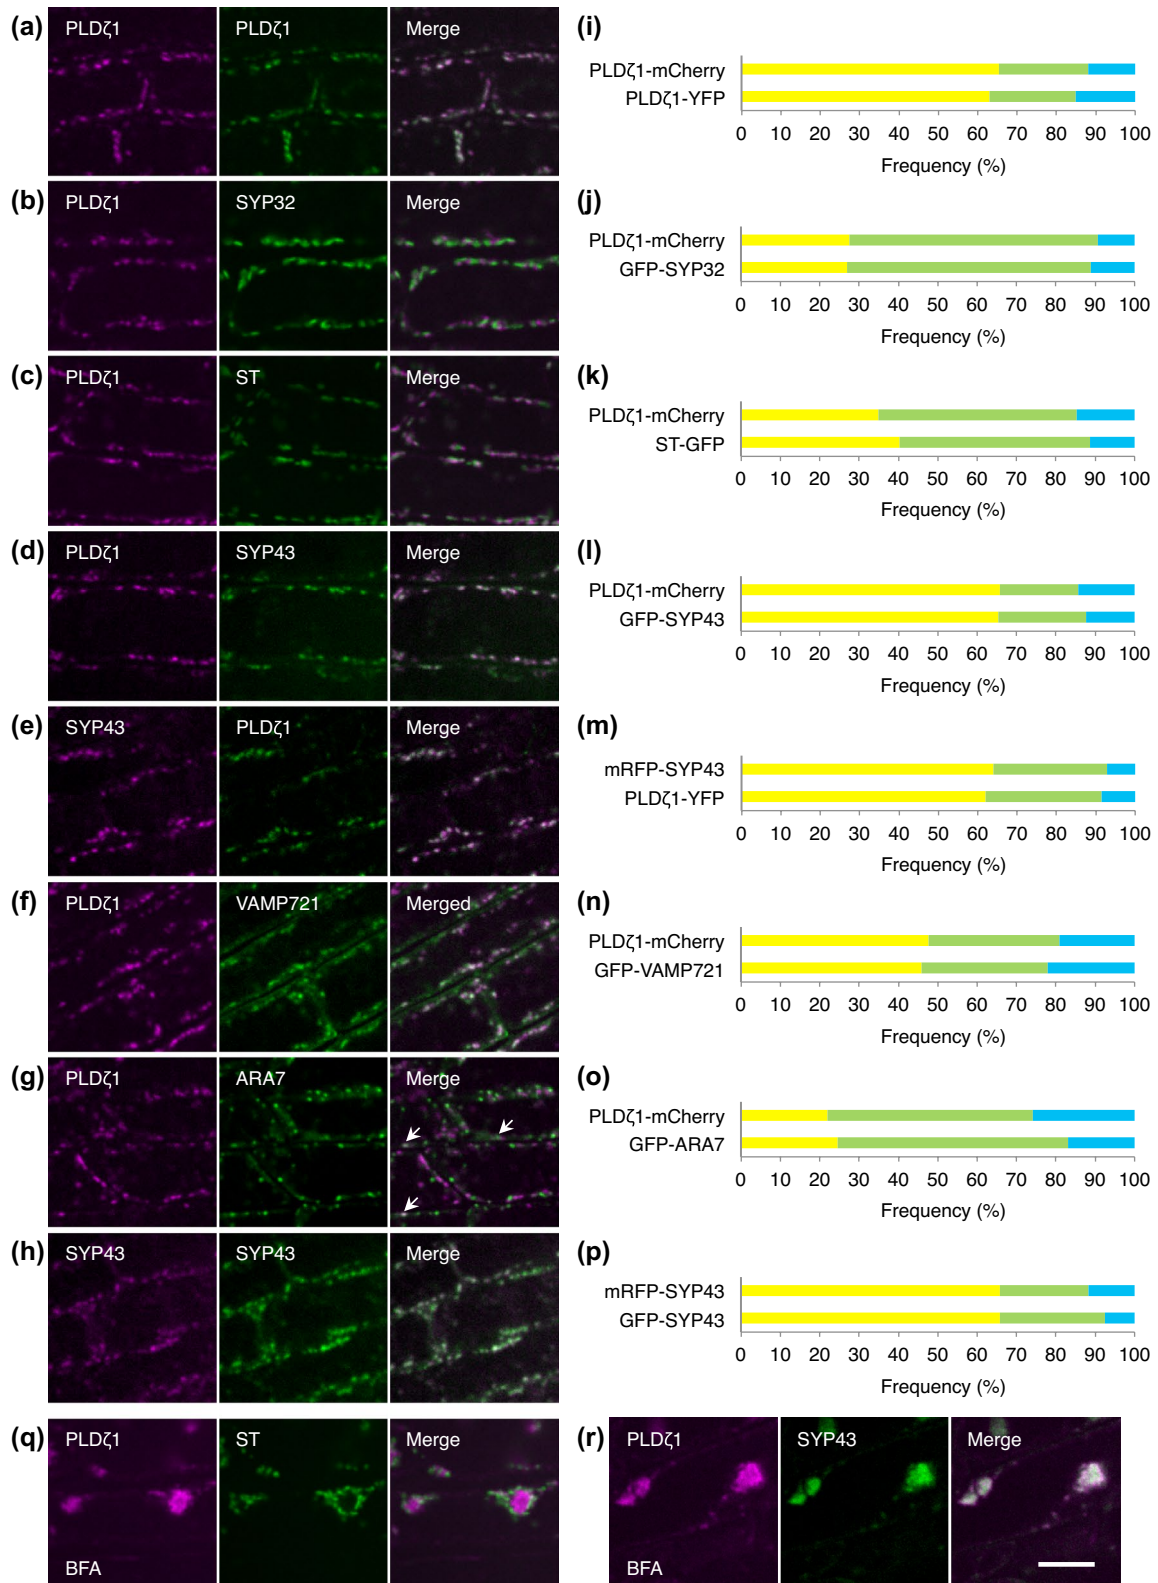 (a) PLDζ1 PLDζ1 Merge
(b) PLDζ1 SYP32 Merge
(c) PLDζ1 ST Merge
(d) PLDζ1 SYP43 Merge
(e) SYP43 PLDζ1 Merge
(f) PLDζ1 VAMP721 Merged
(g) PLDζ1 ARA7 Merge
(h) SYP43 SYP43 Merge
(i)
PLDζ1-mCherry
PLDζ1-YFP
0 10 20 30 40 50 60 70 80 90 100
Frequency (%)
(j)
PLDζ1-mCherry
GFP-SYP32
0 10 20 30 40 50 60 70 80 90 100
Frequency (%)
(k)
PLDζ1-mCherry
ST-GFP
0 10 20 30 40 50 60 70 80 90 100
Frequency (%)
(l)
PLDζ1-mCherry
GFP-SYP43
0 10 20 30 40 50 60 70 80 90 100
Frequency (%)
(m)
mRFP-SYP43
PLDζ1-YFP
0 10 20 30 40 50 60 70 80 90 100
Frequency (%)
(n)
PLDζ1-mCherry
GFP-VAMP721
0 10 20 30 40 50 60 70 80 90 100
Frequency (%)
(o)
PLDζ1-mCherry
GFP-ARA7
0 10 20 30 40 50 60 70 80 90 100
Frequency (%)
(p)
mRFP-SYP43
GFP-SYP43
0 10 20 30 40 50 60 70 80 90 100
Frequency (%)
(q) PLDζ1 ST Merge
BFA
(r) PLDζ1 SYP43 Merge
BFA